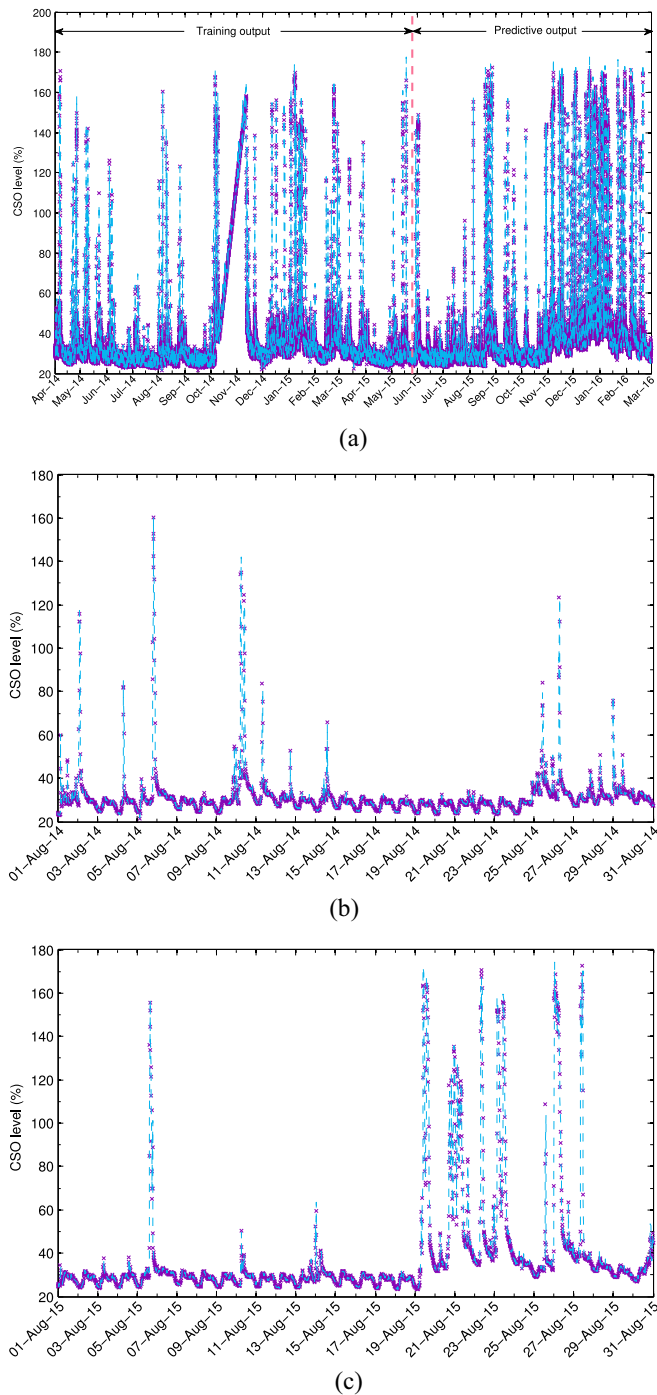 Training output
Predictive output
CSO level (%)
200
180
160
140
120
100
80
60
40
20
Apr-14 May-14 Jun-14 Jul-14 Aug-14 Sep-14 Oct-14 Nov-14 Dec-14 Jan-15 Feb-15 Mar-15 Apr-15 May-15 Jun-15 Jul-15 Aug-15 Sep-15 Oct-15 Nov-15 Dec-15 Jan-16 Feb-16 Mar-16
(a)
CSO level (%)
180
160
140
120
100
80
60
40
20
01-Aug-14 03-Aug-14 05-Aug-14 07-Aug-14 09-Aug-14 11-Aug-14 13-Aug-14 15-Aug-14 17-Aug-14 19-Aug-14 21-Aug-14 23-Aug-14 25-Aug-14 27-Aug-14 29-Aug-14 31-Aug-14
(b)
CSO level (%)
180
160
140
120
100
80
60
40
20
01-Aug-15 03-Aug-15 05-Aug-15 07-Aug-15 09-Aug-15 11-Aug-15 13-Aug-15 15-Aug-15 17-Aug-15 19-Aug-15 21-Aug-15 23-Aug-15 25-Aug-15 27-Aug-15 29-Aug-15 31-Aug-15
(c)